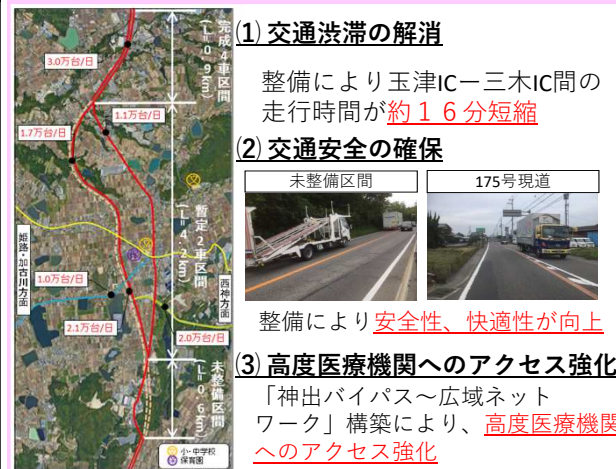 完成4車区間
(L=0.9km)
3.0万台/日
1.1万台/日
1.7万台/日
暫定2車区間
(L=4.2km)
姫路・加古川方面
西神方面
1.0万台/日
2.1万台/日
2.0万台/日
未整備区間
(L=0.6km)
小・中学校
保育園
(1) 交通渋滞の解消
整備により玉津IC－三木IC間の
走行時間が約１６分短縮
(2) 交通安全の確保
未整備区間
175号現道
整備により安全性、快適性が向上
(3) 高度医療機関へのアクセス強化
「神出バイパス～広域ネット
ワーク」構築により、高度医療機関
へのアクセス強化